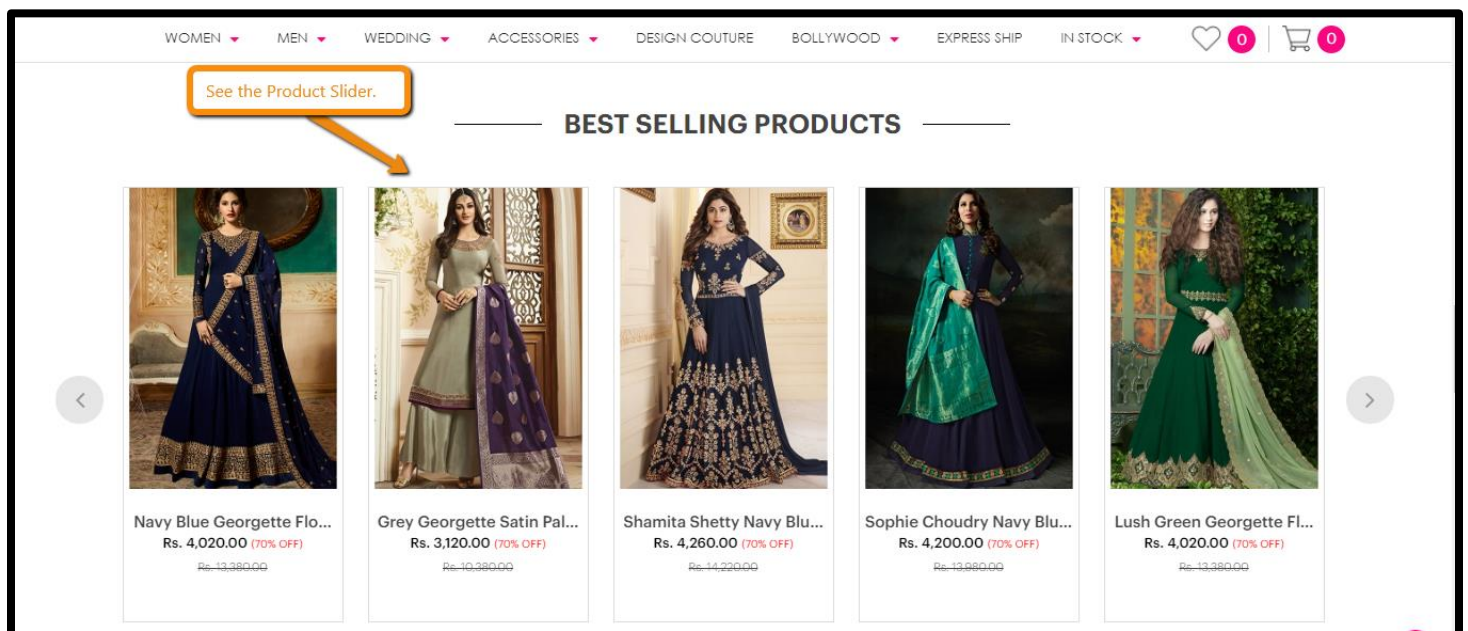 WOMEN MEN WEDDING ACCESSORIES DESIGN COUTURE BOLLYWOOD EXPRESS SHIP IN STOCK 0 0
See the Product Slider.
BEST SELLING PRODUCTS
Navy Blue Georgette Flo...
Rs. 4,020.00 (70% OFF)
Rs. 13,380.00
Grey Georgette Satin Pal...
Rs. 3,120.00 (70% OFF)
Rs. 10,380.00
Shamita Shetty Navy Blu...
Rs. 4,260.00 (70% OFF)
Rs. 14,220.00
Sophie Choudry Navy Blu...
Rs. 4,200.00 (70% OFF)
Rs. 13,980.00
Lush Green Georgette Fl...
Rs. 4,020.00 (70% OFF)
Rs. 13,380.00